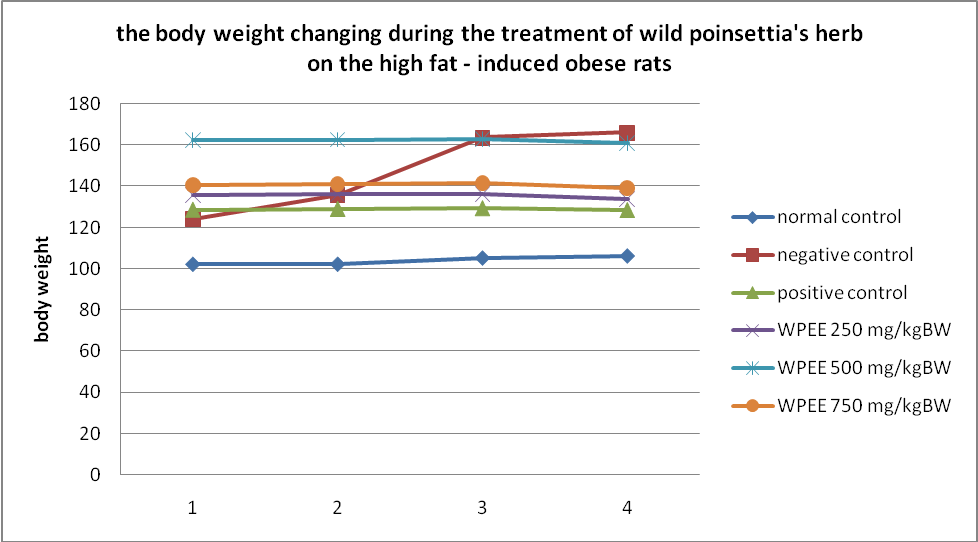 the body weight changing during the treatment of wild poinsettia's herb
on the high fat - induced obese rats
body weight
180
160
140
120
100
80
60
40
20
0
1 2 3 4
normal control
negative control
positive control
WPEE 250 mg/kgBW
WPEE 500 mg/kgBW
WPEE 750 mg/kgBW